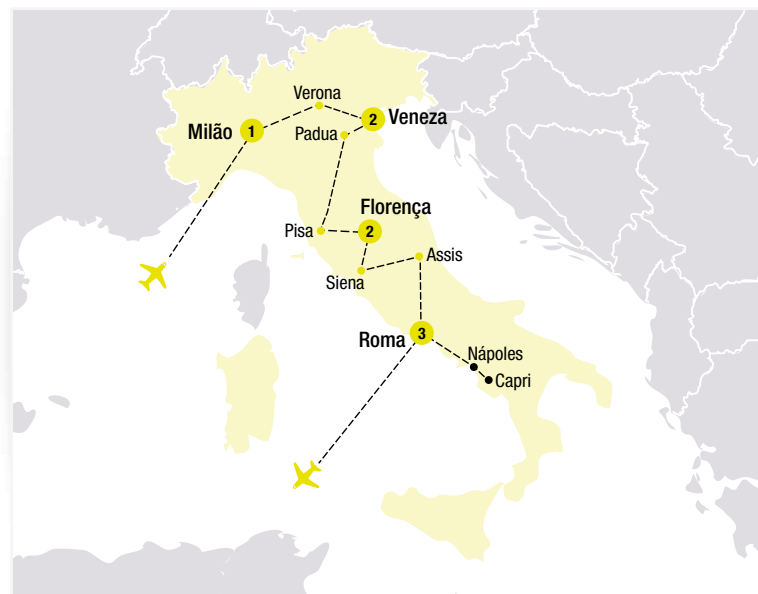 Verona
Milão
1
2
Veneza
Padua
Florença
Pisa
2
Siena
Assis
Roma
3
Nápoles
Capri